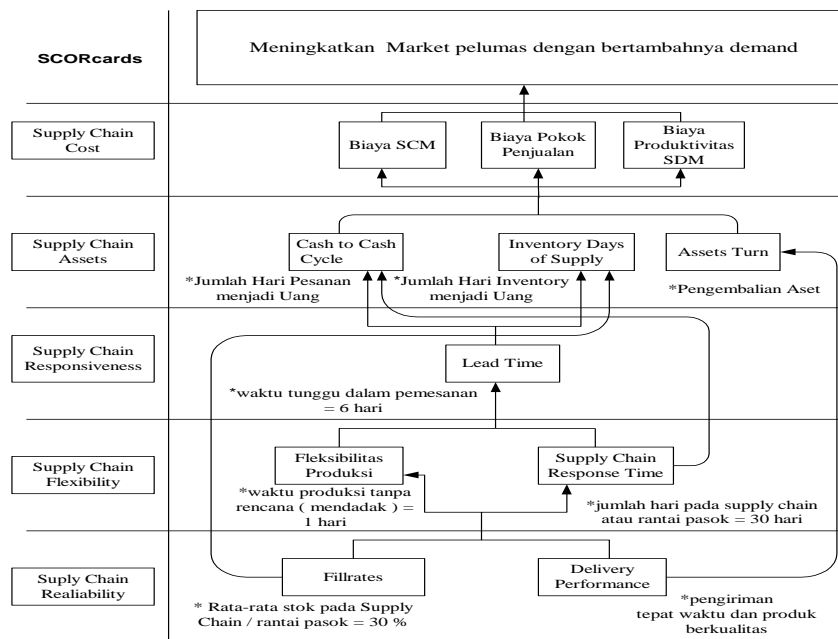 SCORcards
Meningkatkan Market pelumas dengan bertambahnya demand
Supply Chain
Cost
Biaya SCM
Biaya Pokok
Penjualan
Biaya
Produktivitas
SDM
Supply Chain
Assets
Cash to Cash
Cycle
Inventory Days
of Supply
Assets Turn
*Jumlah Hari Pesanan
menjadi Uang
*Jumlah Hari Inventory
menjadi Uang
*Pengembalian Aset
Supply Chain
Responsiveness
Lead Time
*waktu tunggu dalam pemesanan
= 6 hari
Supply Chain
Flexibility
Fleksibilitas
Produksi
Supply Chain
Response Time
*waktu produksi tanpa
rencana ( mendadak ) =
1 hari
*jumlah hari pada supply chain
atau rantai pasok = 30 hari
Suply Chain
Realiability
Fillrates
Delivery
Performance
* Rata-rata stok pada Supply
Chain / rantai pasok = 30 %
*pengiriman
tepat waktu dan produk
berkualitas